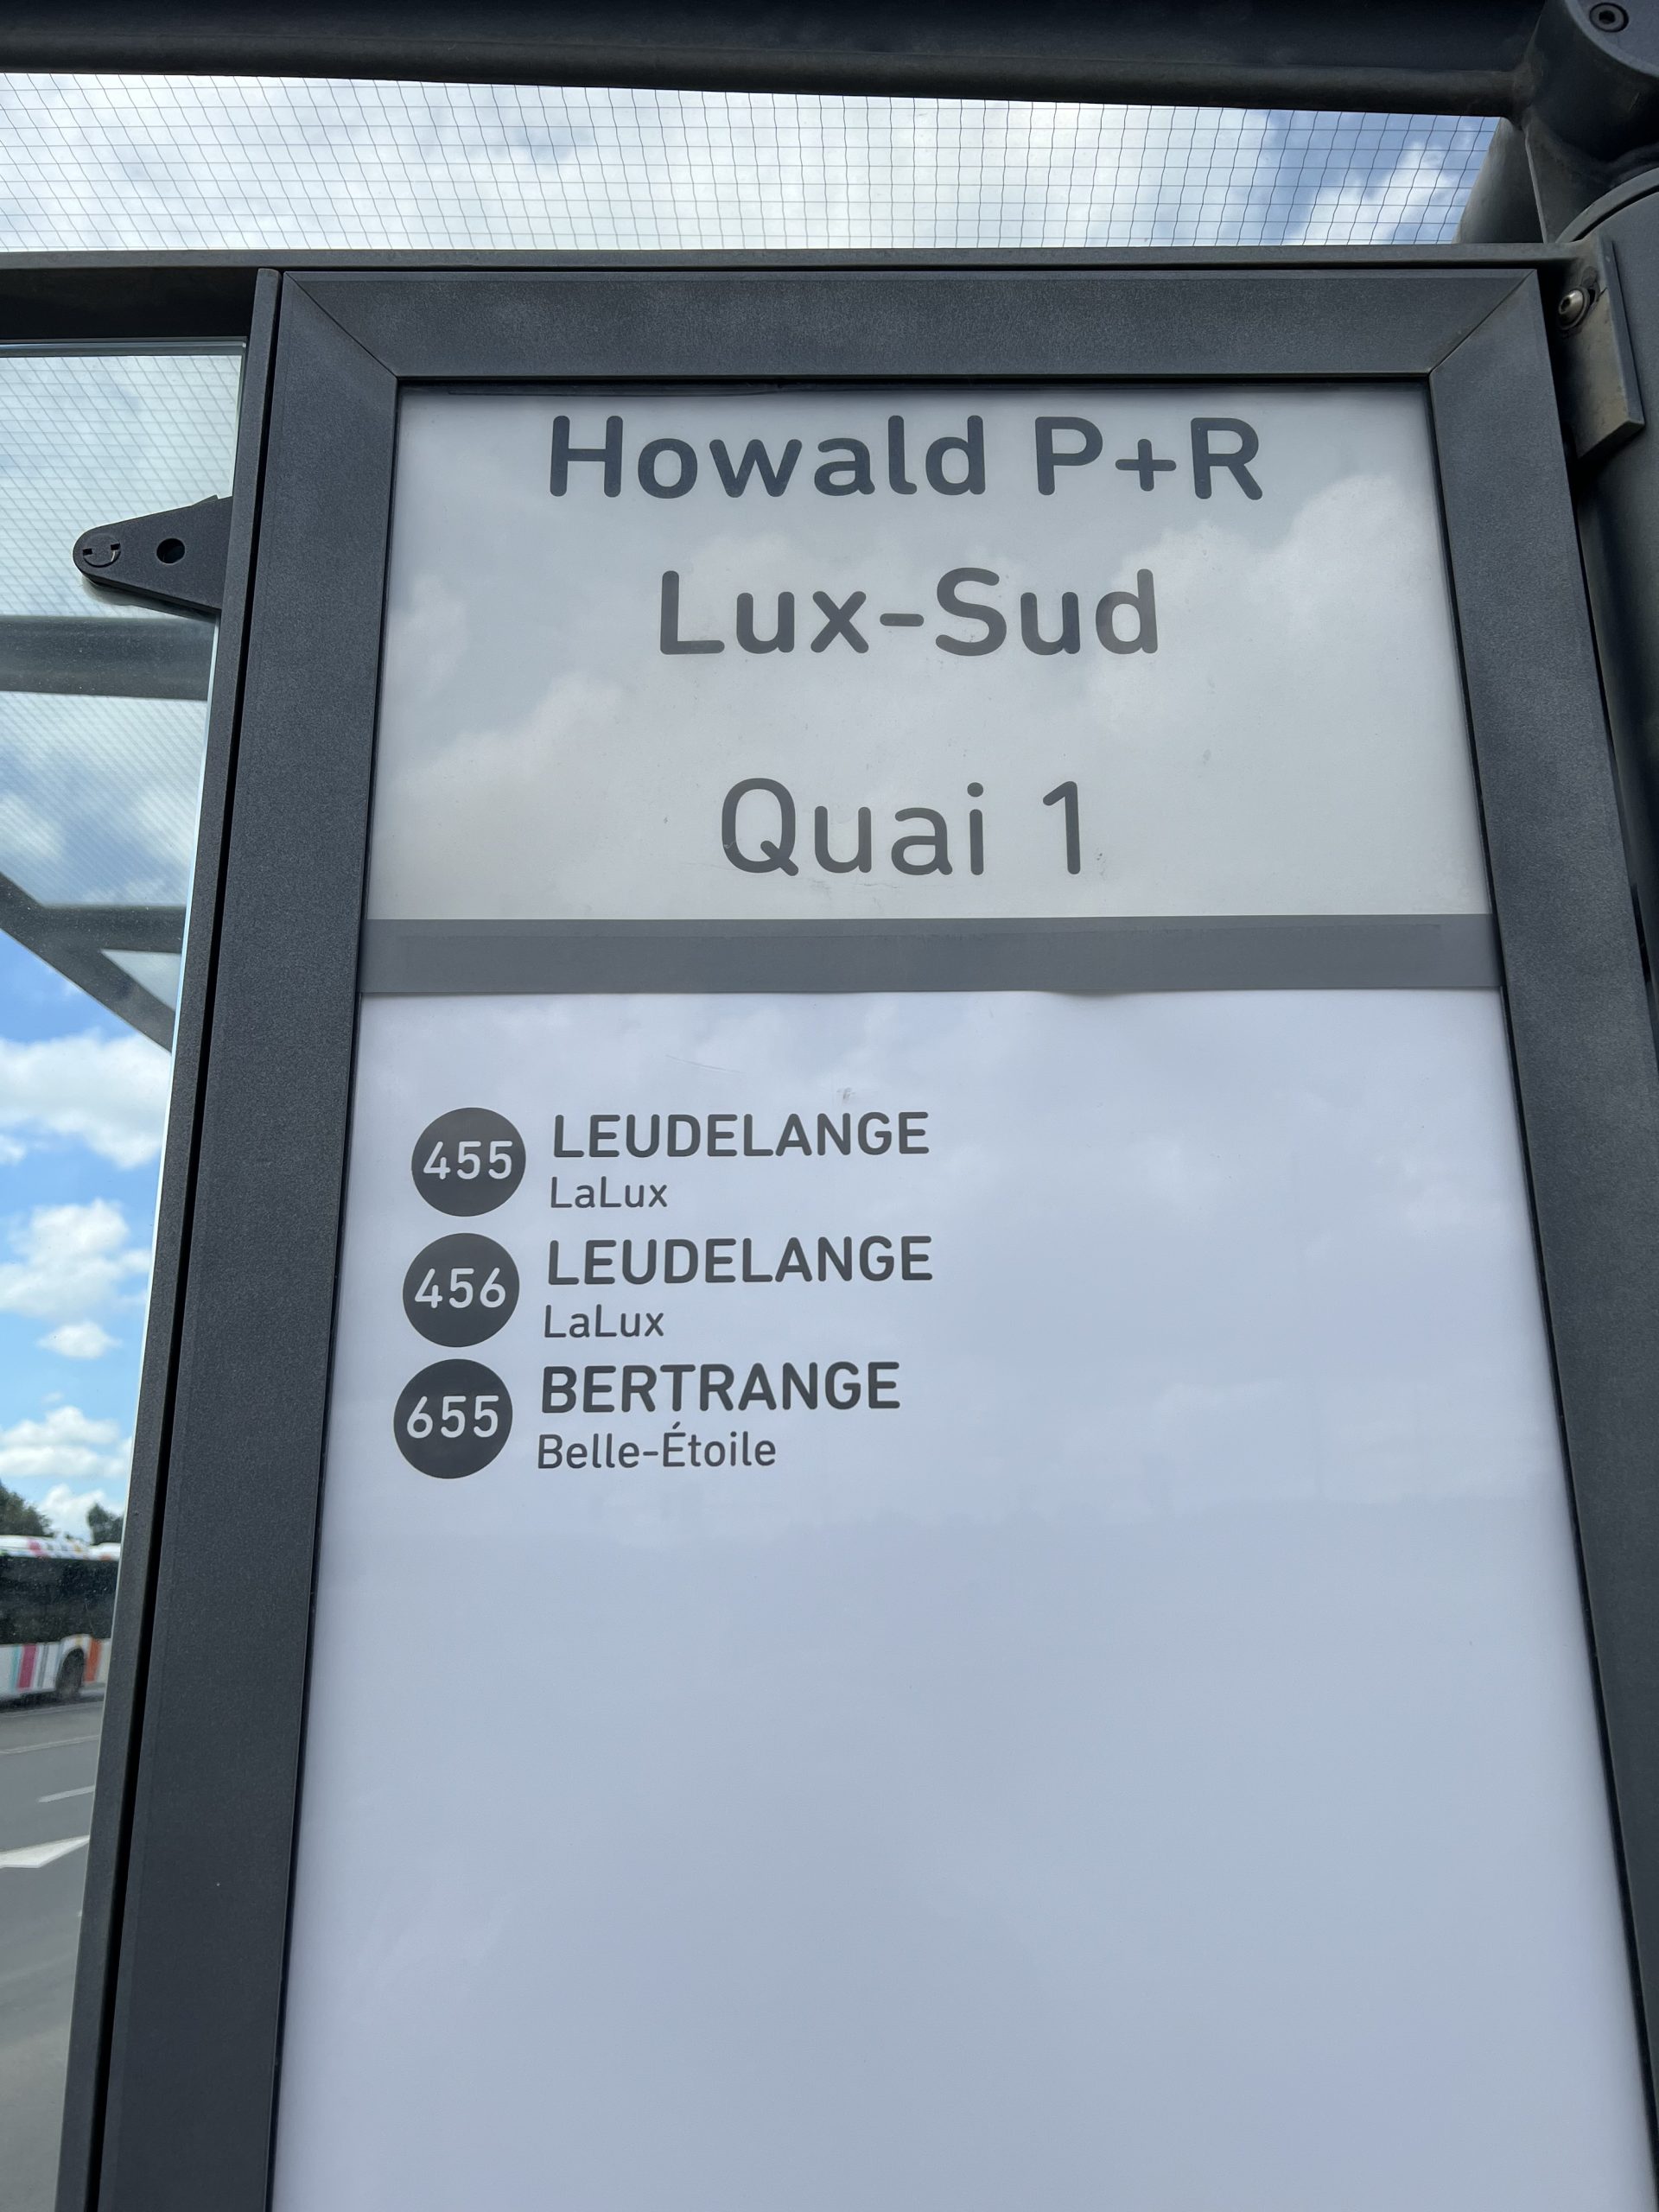 Howald P+R
Lux-Sud
Quai 1
455 LEUDELANGE
LaLux
456 LEUDELANGE
LaLux
655 BERTRANGE
Belle-Étoile